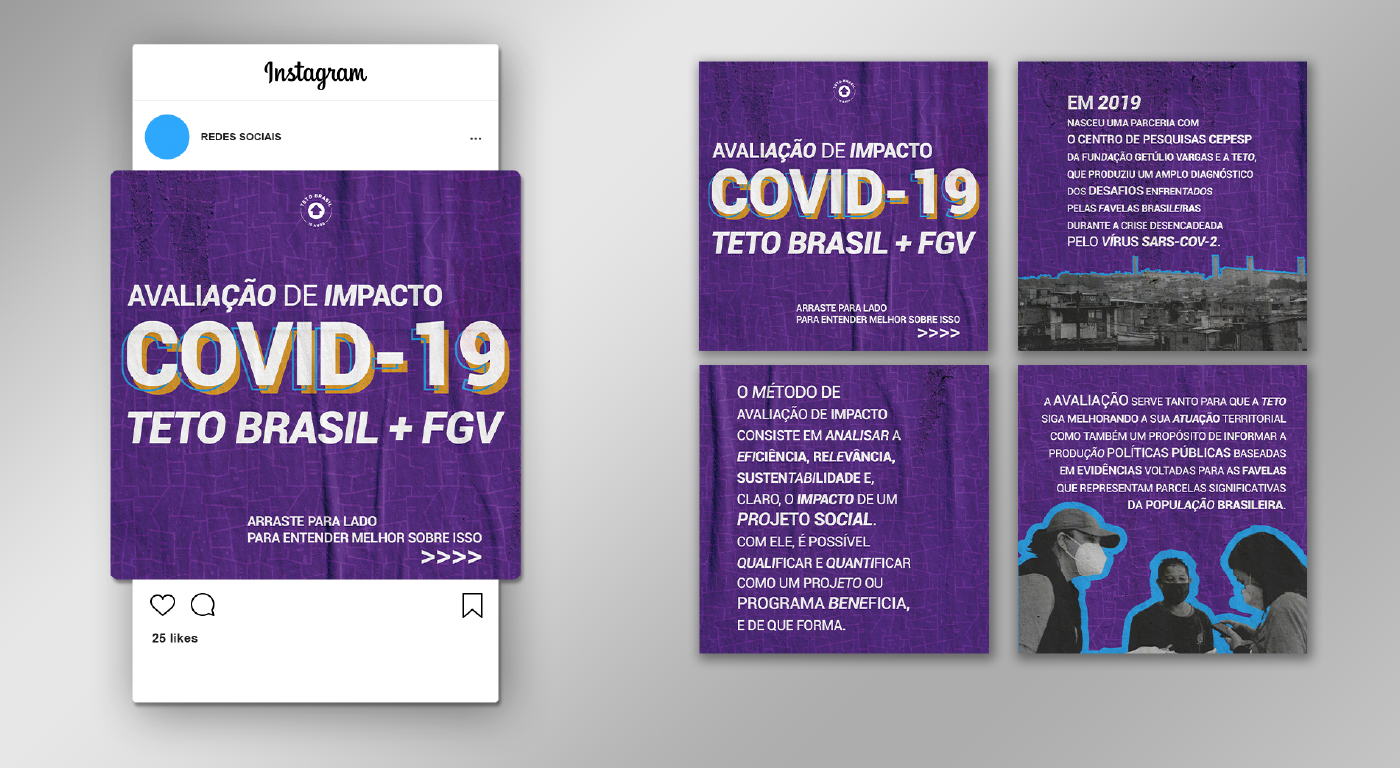 Instagram
REDES SOCIAIS
...
TETO BRASIL
AVALIAÇÃO DE IMPACTO
COVID-19
TETO BRASIL + FGV
ARRASTE PARA LADO
PARA ENTENDER MELHOR SOBRE ISSO
>>>>
25 likes
AVALIAÇÃO DE IMPACTO
COVID-19
TETO BRASIL + FGV
ARRASTE PARA LADO
PARA ENTENDER MELHOR SOBRE ISSO
>>>>
EM 2019
NASCEU UMA PARCERIA COM
O CENTRO DE PESQUISAS CEPESP
DA FUNDAÇÃO GETÚLIO VARGAS E A TETO,
QUE PRODUZIU UM AMPLO DIAGNÓSTICO
DOS DESAFIOS ENFRENTADOS
PELAS FAVELAS BRASILEIRAS
DURANTE A CRISE DESENCADEADA
PELO VÍRUS SARS-COV-2.
O MÉTODO DE
AVALIAÇÃO DE IMPACTO
CONSISTE EM ANALISAR A
EFICIÊNCIA, RELEVÂNCIA,
SUSTENTABILIDADE E,
CLARO, O IMPACTO DE UM
PROJETO SOCIAL.
COM ELE, É POSSÍVEL
QUALIFICAR E QUANTIFICAR
COMO UM PROJETO OU
PROGRAMA BENEFICIA,
E DE QUE FORMA.
A AVALIAÇÃO SERVE TANTO PARA QUE A TETO
SIGA MELHORANDO A SUA ATUAÇÃO TERRITORIAL
COMO TAMBÉM UM PROPÓSITO DE INFORMAR A
PRODUÇÃO POLÍTICAS PÚBLICAS BASEADAS
EM EVIDÊNCIAS VOLTADAS PARA AS FAVELAS
QUE REPRESENTAM PARCELAS SIGNIFICATIVAS
DA POPULAÇÃO BRASILEIRA.